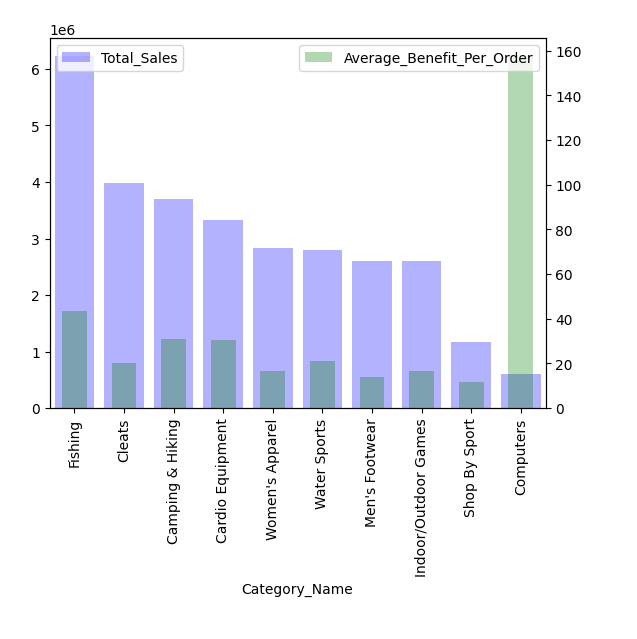 1e6
Total_Sales
Average_Benefit_Per_Order
6
5
4
3
2
1
0
160
140
120
100
80
60
40
20
0
Fishing
Cleats
Camping & Hiking
Cardio Equipment
Women's Apparel
Water Sports
Men's Footwear
Indoor/Outdoor Games
Shop By Sport
Computers
Category_Name